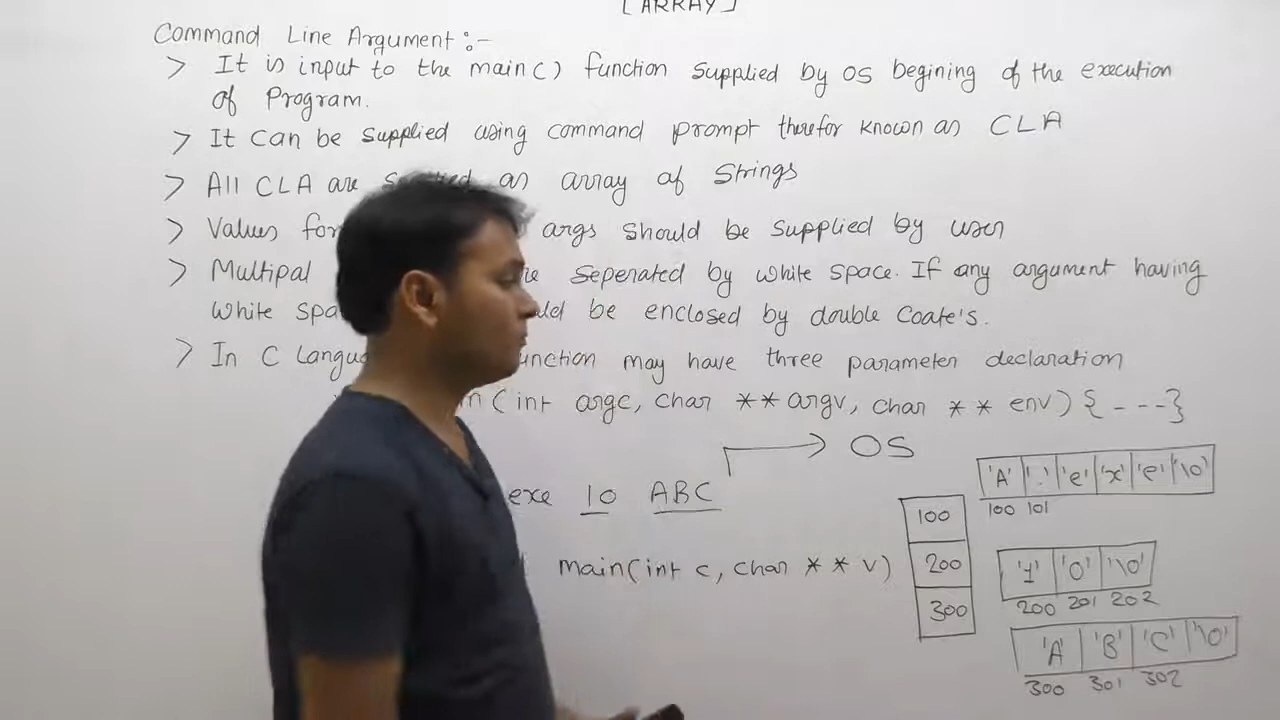 [ARRAY]
Command Line Argument :-
> It is input to the main() function supplied by OS begining of the execution
of Program.
> It can be supplied using command prompt therefor known as CLA
> All CLA are as array of Strings
> Values for args should be supplied by user
> Multipal seperated by white space. If any argument having
white be enclosed by double Coate's.
> In C may have three parameter declaration
(int argc, char ** argv, char ** env) {----}
OS
exe 10 ABC
main(int c, char ** v)
100
200
300
'A' '.' 'e' 'x' 'e' '\0'
100 101
'1' '0' '\0'
200 201 202
'A' 'B' 'C' '\0'
300 301 302